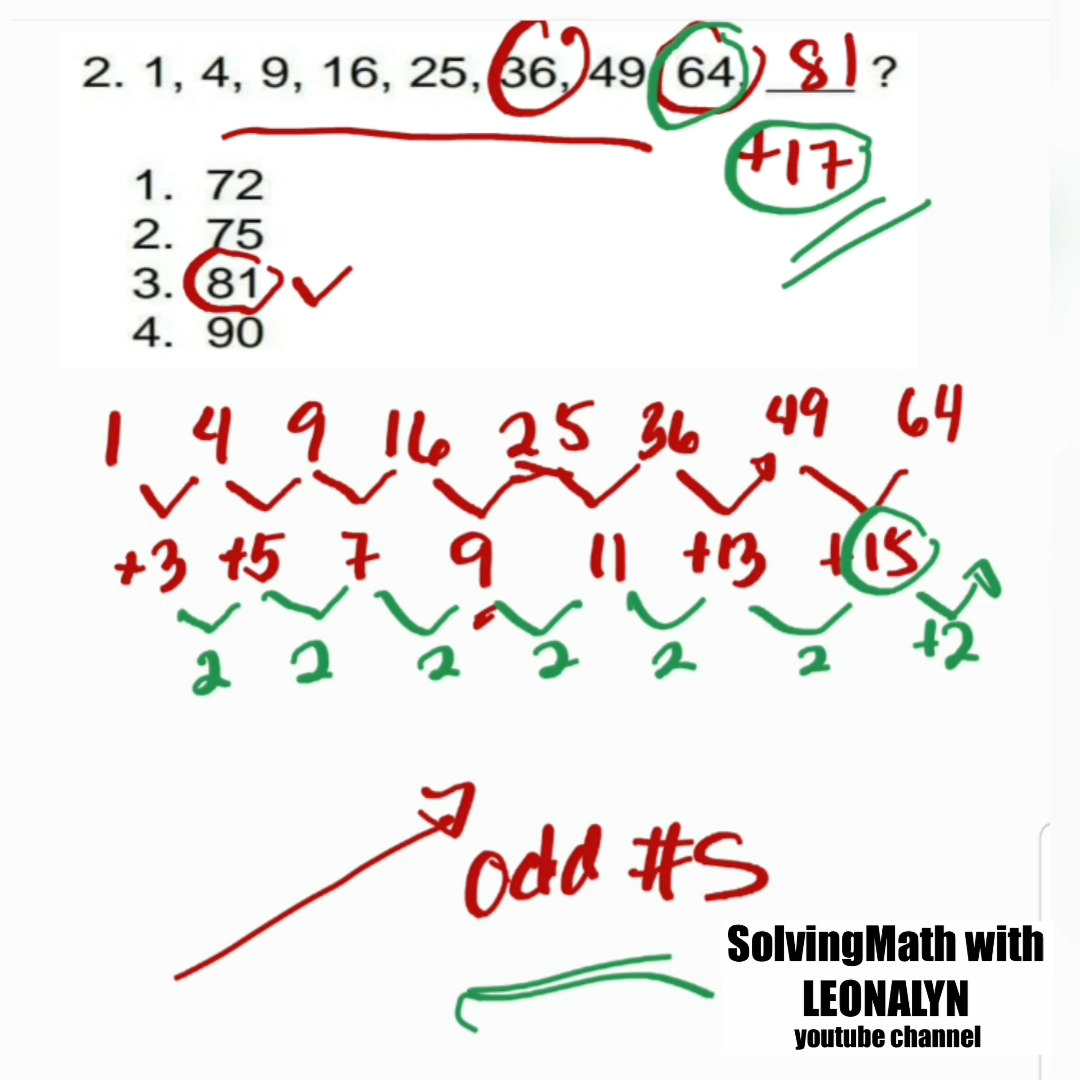 2. 1, 4, 9, 16, 25, 36, 49, 64, 81 ?
+17
1. 72
2. 75
3. 81
4. 90
1 4 9 16 25 36 49 64
+3 +5 7 9 11 +13 +15
2 2 2 2 2 2 +2
odd #S
SolvingMath with
LEONALYN
youtube channel